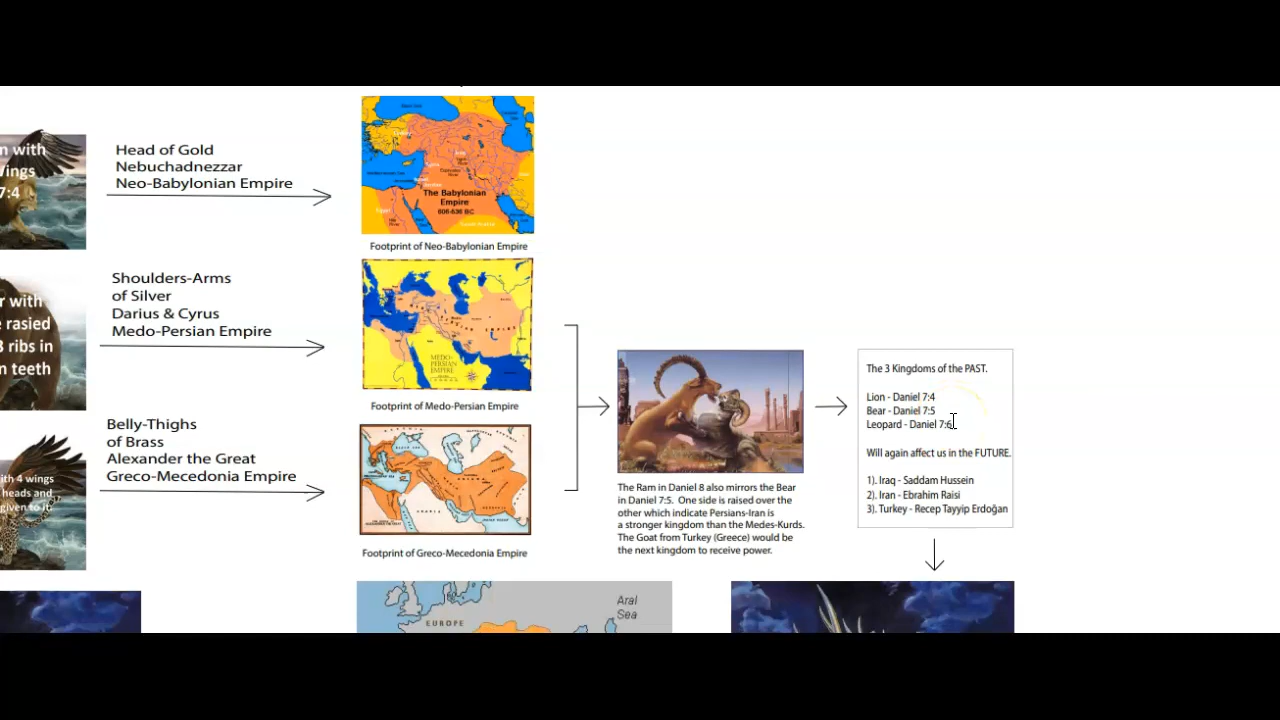 n with
Vings
7:4
Head of Gold
Nebuchadnezzar
Neo-Babylonian Empire
The Babylonian
Empire
606-536 BC
Footprint of Neo-Babylonian Empire
r with
e rasied
3 ribs in
n teeth
Shoulders-Arms
of Silver
Darius & Cyrus
Medo-Persian Empire
MEDO-
PERSIAN
EMPIRE
Footprint of Medo-Persian Empire
ith 4 wings
heads and
given to it.
Belly-Thighs
of Brass
Alexander the Great
Greco-Mecedonia Empire
Footprint of Greco-Mecedonia Empire
The Ram in Daniel 8 also mirrors the Bear
in Daniel 7:5. One side is raised over the
other which indicate Persians-Iran is
a stronger kingdom than the Medes-Kurds.
The Goat from Turkey (Greece) would be
the next kingdom to receive power.
The 3 Kingdoms of the PAST.
Lion - Daniel 7:4
Bear - Daniel 7:5
Leopard - Daniel 7:6
Will again affect us in the FUTURE.
1). Iraq - Saddam Hussein
2). Iran - Ebrahim Raisi
3). Turkey - Recep Tayyip Erdoğan
EUROPE
Aral
Sea